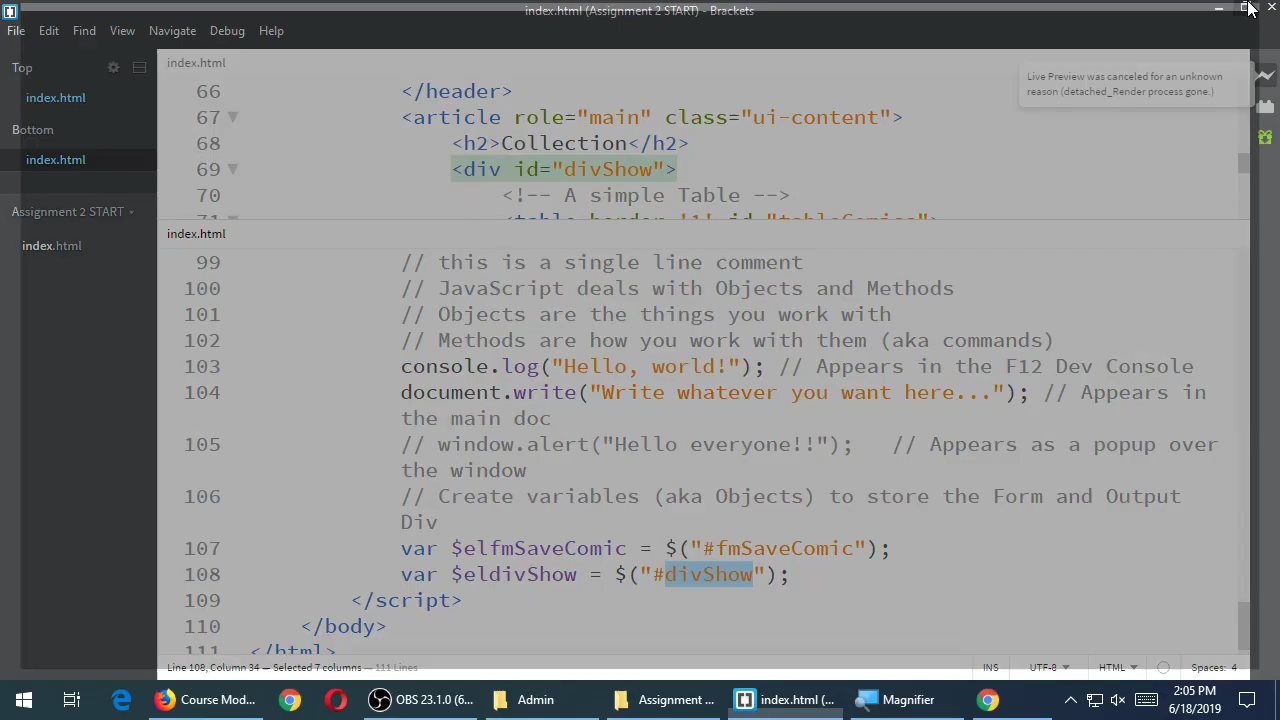 index.html (Assignment 2 START) - Brackets
File Edit Find View Navigate Debug Help
Top
index.html
Bottom
index.html
Assignment 2 START
index.html
index.html
Live Preview was canceled for an unknown
reason (detached_Render process gone.)
66 </header>
67 <article role="main" class="ui-content">
68 <h2>Collection</h2>
69 <div id="divShow">
70 <!-- A simple Table -->
71 <table border='1' id="tableComics">
index.html
99 // this is a single line comment
100 // JavaScript deals with Objects and Methods
101 // Objects are the things you work with
102 // Methods are how you work with them (aka commands)
103 console.log("Hello, world!"); // Appears in the F12 Dev Console
104 document.write("Write whatever you want here..."); // Appears in
the main doc
105 // window.alert("Hello everyone!!"); // Appears as a popup over
the window
106 // Create variables (aka Objects) to store the Form and Output
Div
107 var $elfmSaveComic = $("#fmSaveComic");
108 var $eldivShow = $("#divShow");
109 </script>
110 </body>
111 </html>
Line 108, Column 34 — Selected 7 columns — 111 Lines
INS UTF-8 HTML Spaces: 4
Course Mod... OBS 23.1.0 (6... Admin Assignment ... index.html (... Magnifier
2:05 PM
6/18/2019